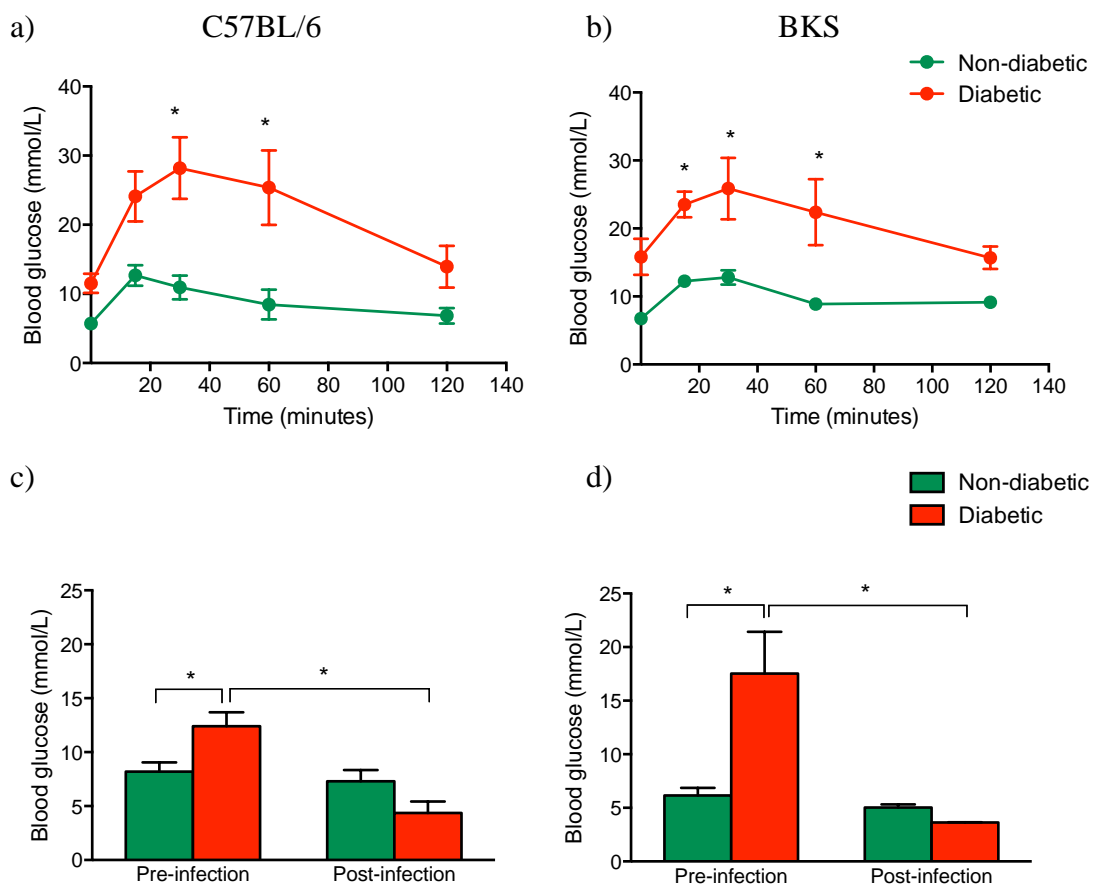 a) C57BL/6
b) BKS
Non-diabetic
Diabetic
Blood glucose (mmol/L)
40
30
20
10
0
20 40 60 80 100 120 140
Time (minutes)
* *
Blood glucose (mmol/L)
40
30
20
10
0
20 40 60 80 100 120 140
Time (minutes)
* * *
c)
d)
Non-diabetic
Diabetic
Blood glucose (mmol/L)
25
20
15
10
5
0
* *
Pre-infection Post-infection
Blood glucose (mmol/L)
25
20
15
10
5
0
* *
Pre-infection Post-infection